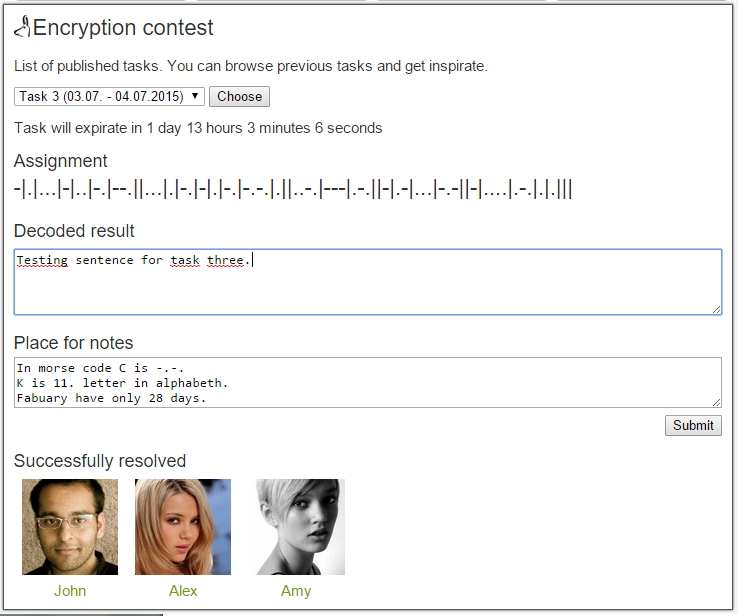 Encryption contest
List of published tasks. You can browse previous tasks and get inspirate.
Task 3 (03.07. - 04.07.2015) Choose
Task will expirate in 1 day 13 hours 3 minutes 6 seconds
Assignment
-|.|...|-|..|-.|--.||...|.|-.|-|.|-.|-.-.|.||..-.|---|.-.||-|.-|...|-.-||-|....|.-.|.|.|||
Decoded result
Testing sentence for task three.
Place for notes
In morse code C is -.-.
K is 11. letter in alphabeth.
Fabuary have only 28 days.
Submit
Successfully resolved
John Alex Amy